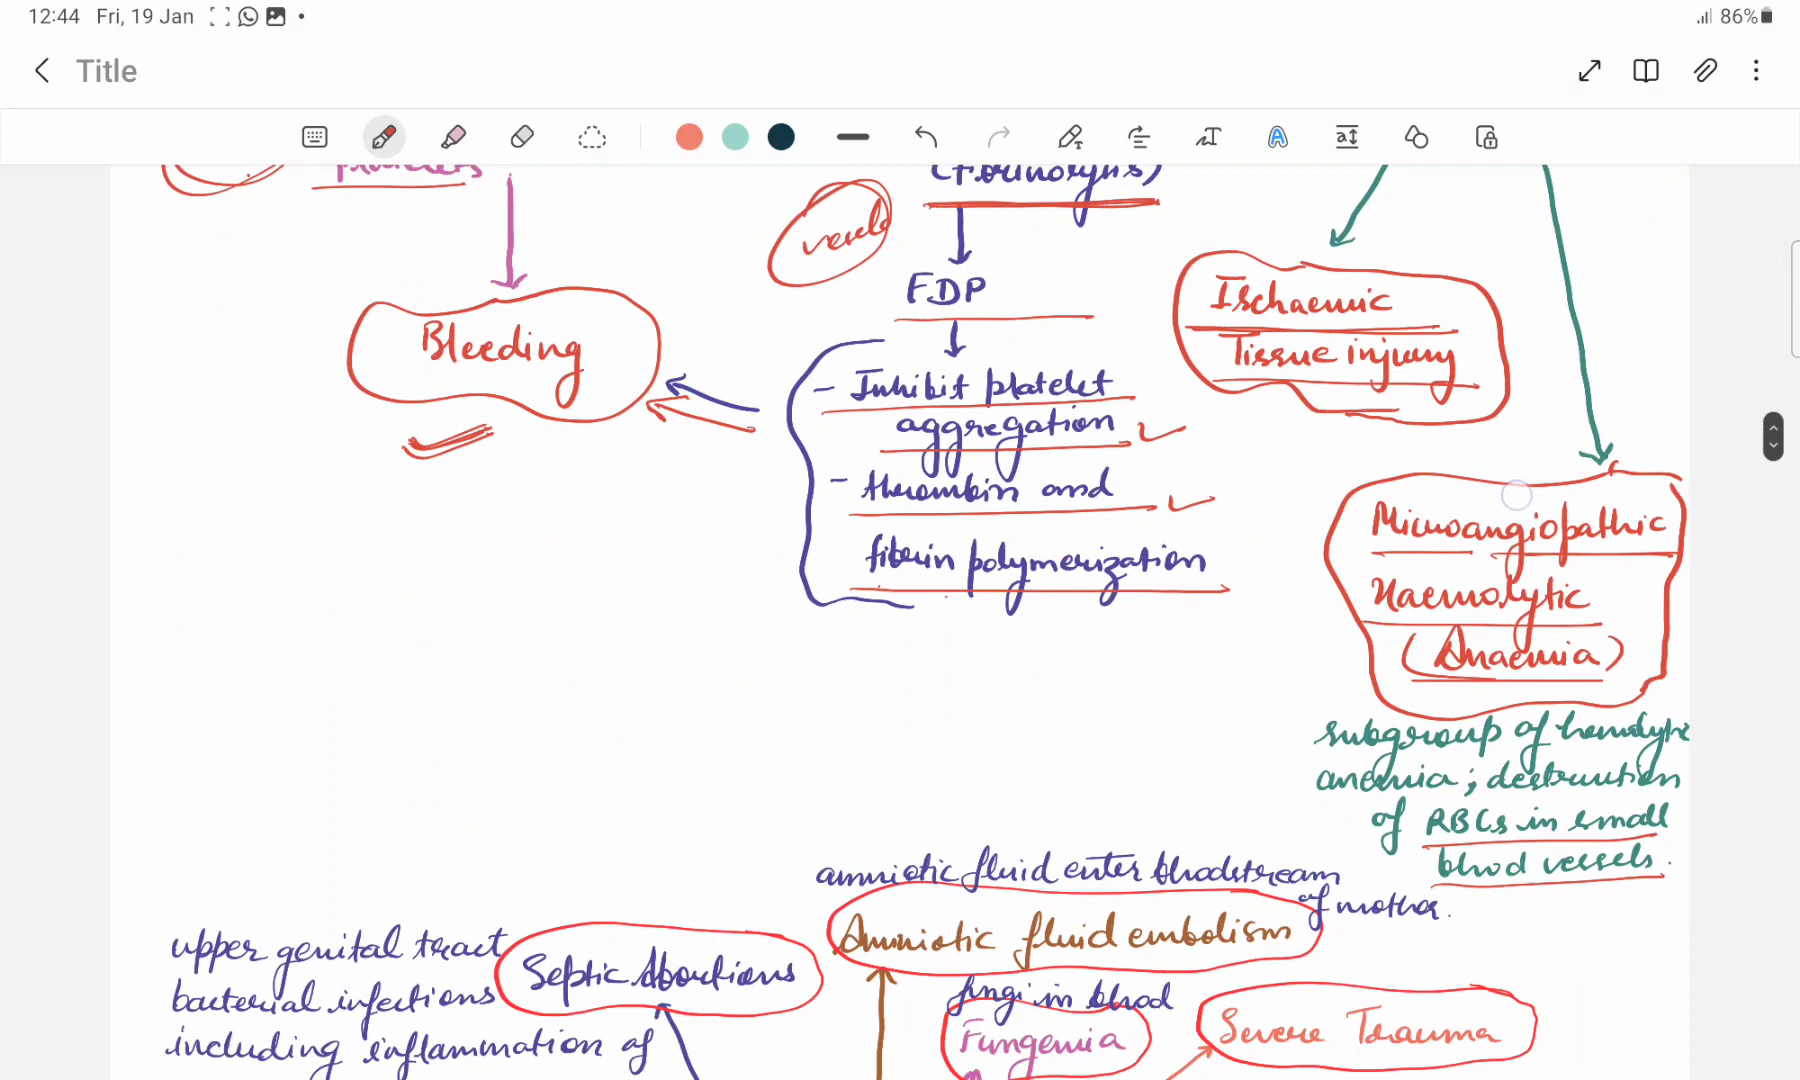 12:44 Fri, 19 Jan
86%
Title
platelets
(Fibrinolysis)
vessels
FDP
Bleeding
Ischaemic
Tissue injury
- Inhibit platelet
aggregation
- thrombin and
fibrin polymerization
Microangiopathic
Haemolytic
(Anaemia)
subgroup of hemolytic
anemia; destruction
of RBCs in small
blood vessels.
amniotic fluid enter bloodstream
of mother.
Amniotic fluid embolism
upper genital tract
bacterial infections
including inflammation of
Septic Abortions
fungi in blood
Fungemia
Severe Trauma